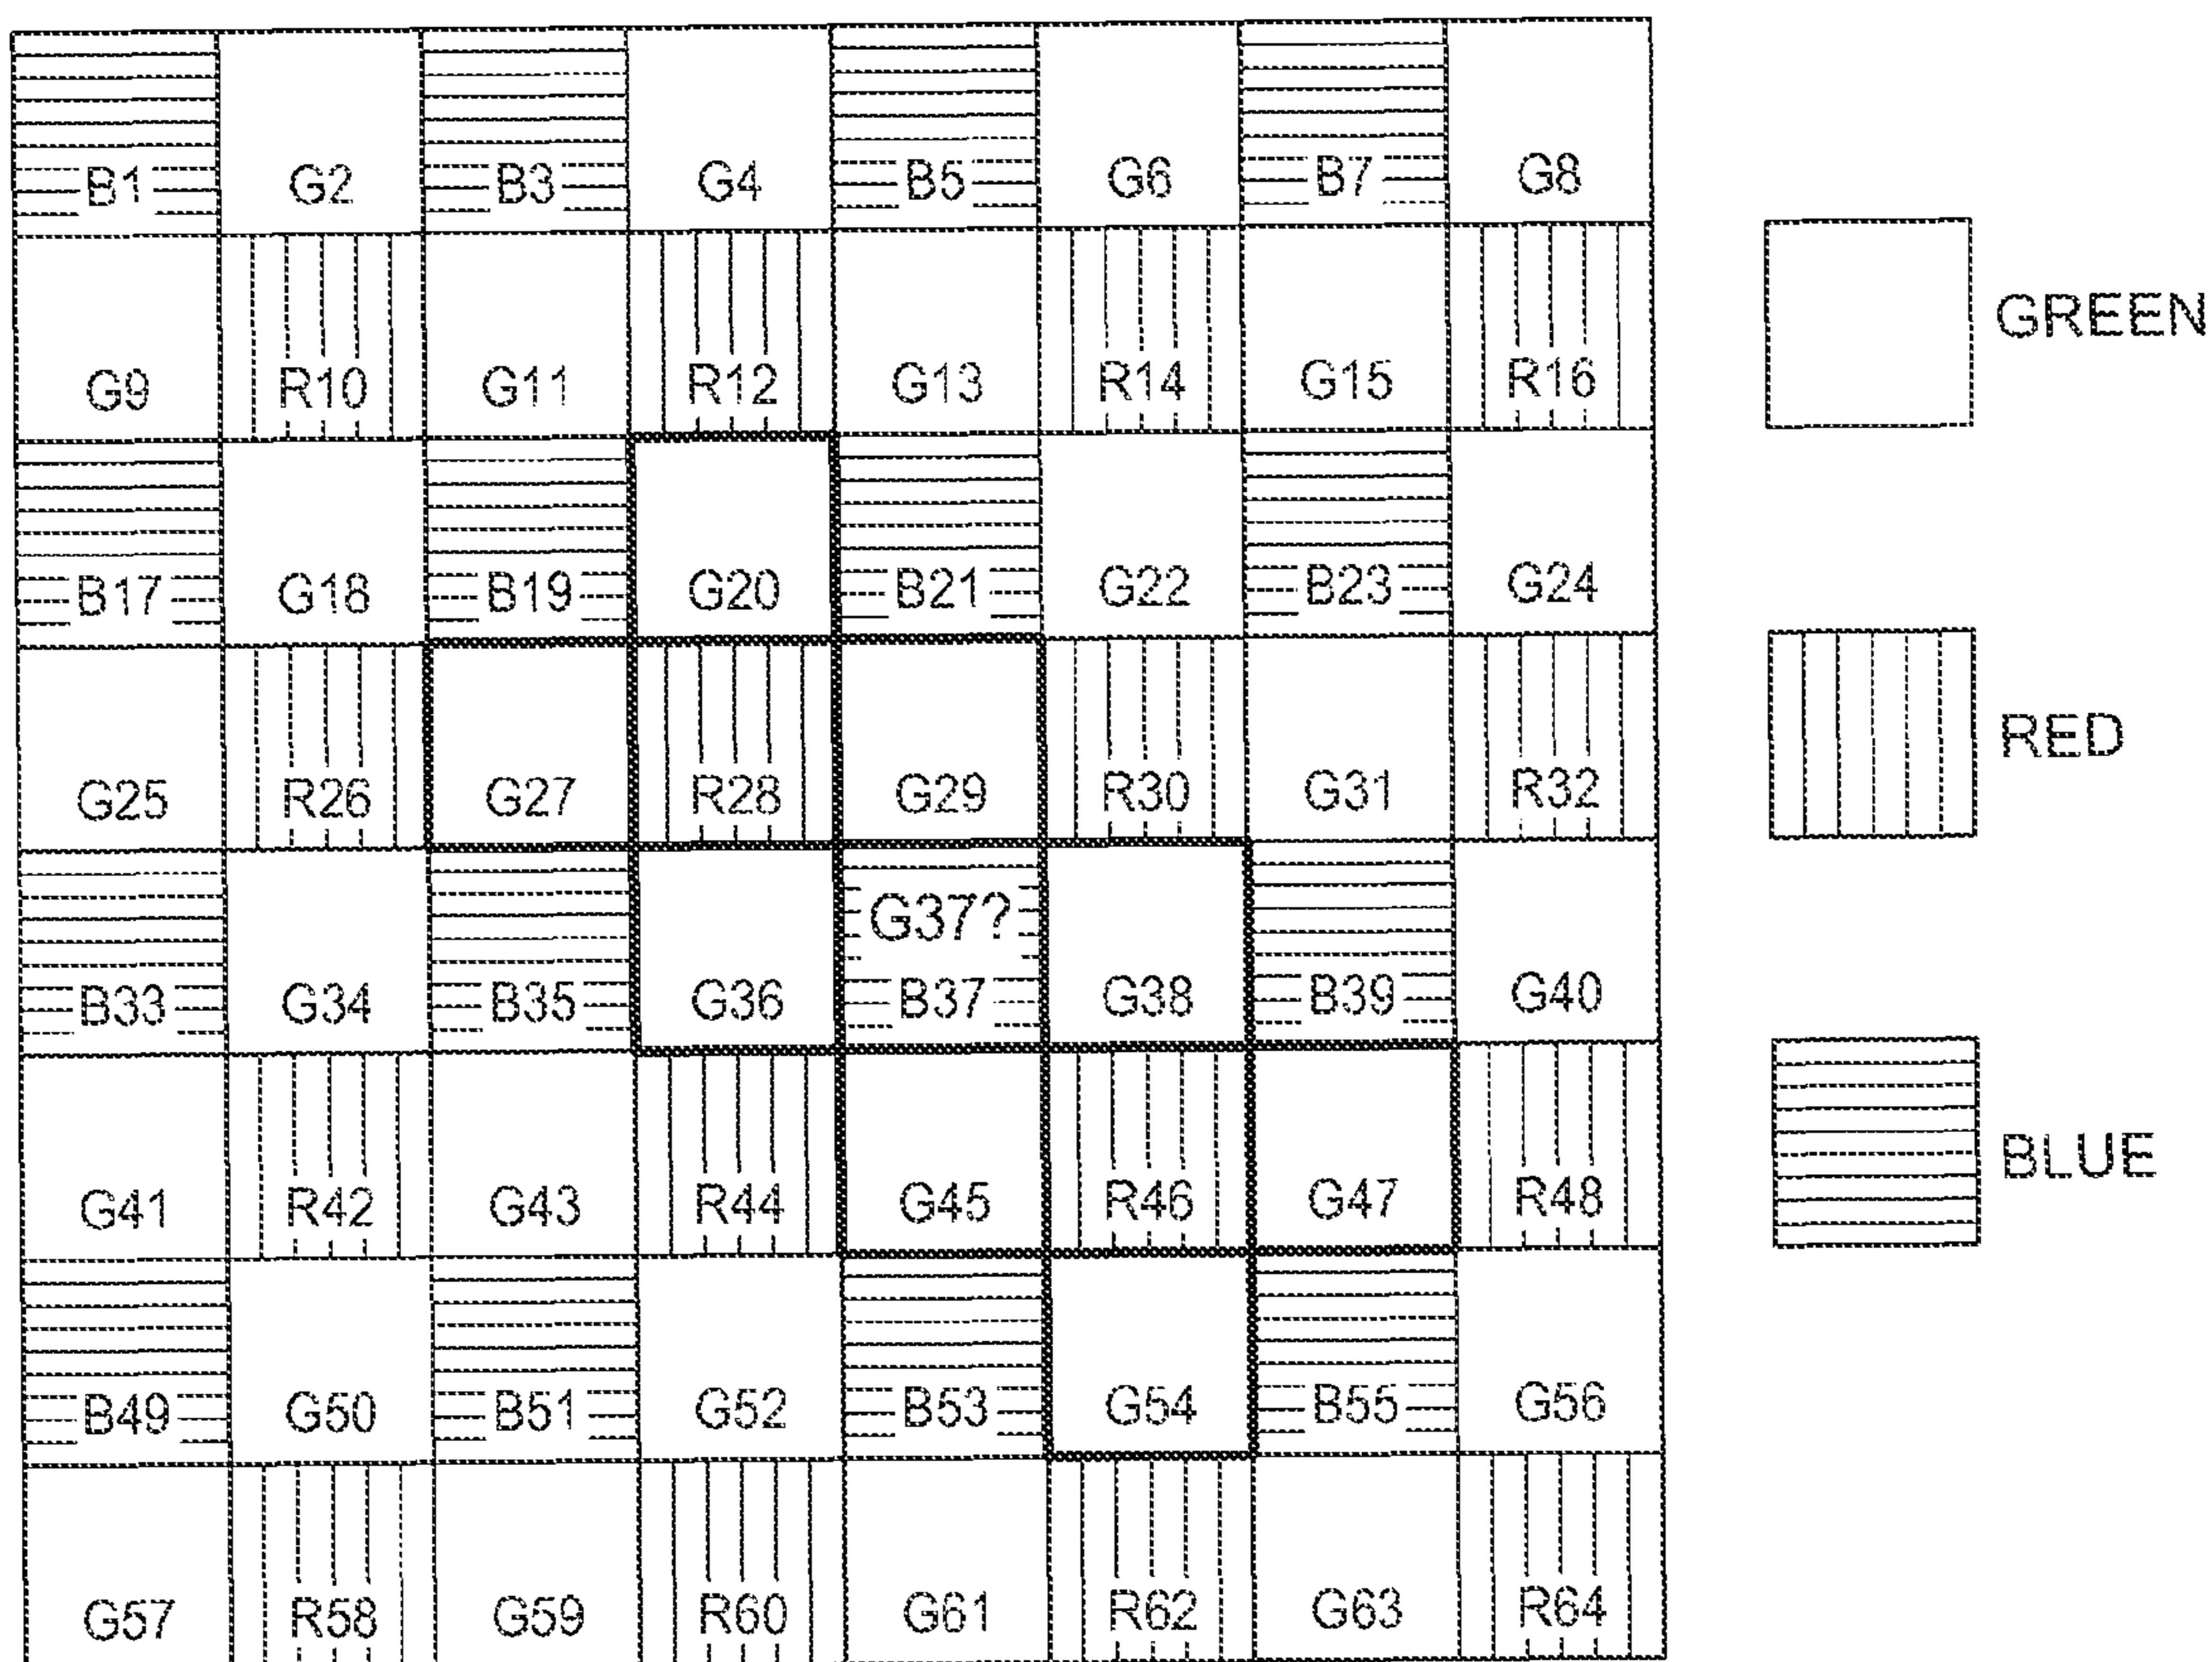 B1 G2 B3 G4 B5 G6 B7 G8
G9 R10 G11 R12 G13 R14 G15 R16
GREEN
B17 G18 B19 G20 B21 G22 B23 G24
G25 R26 G27 R28 G29 R30 G31 R32
RED
G37?
B33 G34 B35 G36 B37 G38 B39 G40
G41 R42 G43 R44 G45 R46 G47 R48
BLUE
B49 G50 B51 G52 B53 G54 B55 G56
G57 R58 G59 R60 G61 R62 G63 R64